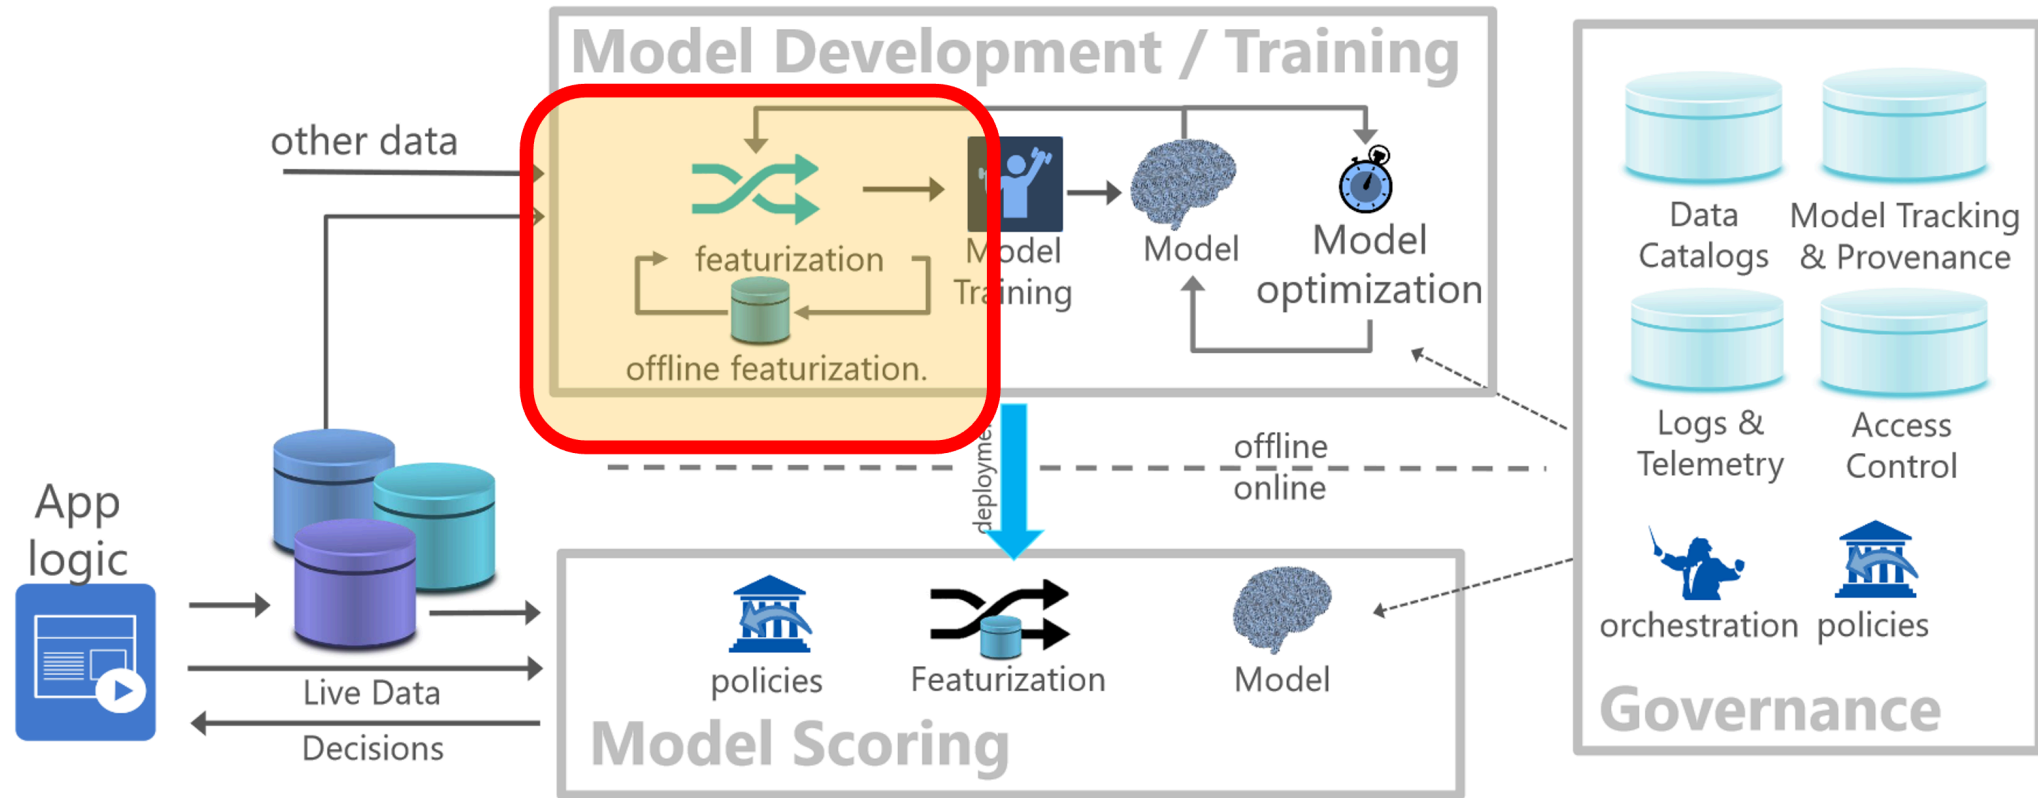 Model Development / Training
other data
featurization
offline featurization.
Model
Training
Model
Model
optimization
deployment
offline
online
App
logic
Live Data
Decisions
policies
Featurization
Model
Model Scoring
Data
Catalogs
Model Tracking
& Provenance
Logs &
Telemetry
Access
Control
orchestration
policies
Governance